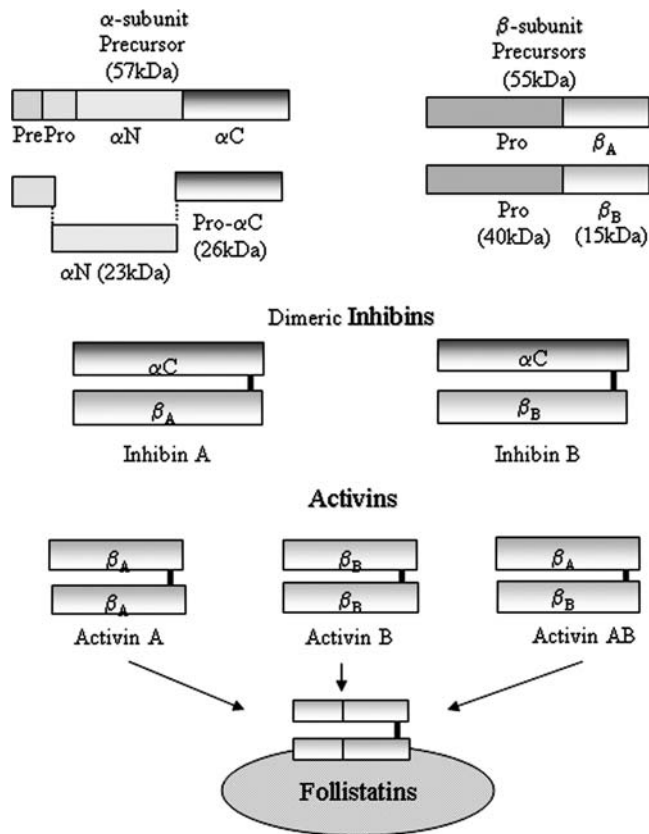 α-subunit
Precursor
(57kDa)
Pre Pro αN αC
Pro-αC
(26kDa)
αN (23kDa)
β-subunit
Precursors
(55kDa)
Pro β_A
Pro β_B
(40kDa) (15kDa)
Dimeric Inhibins
αC
β_A
Inhibin A
αC
β_B
Inhibin B
Activins
β_A
β_A
Activin A
β_B
β_B
Activin B
β_A
β_B
Activin AB
Follistatins